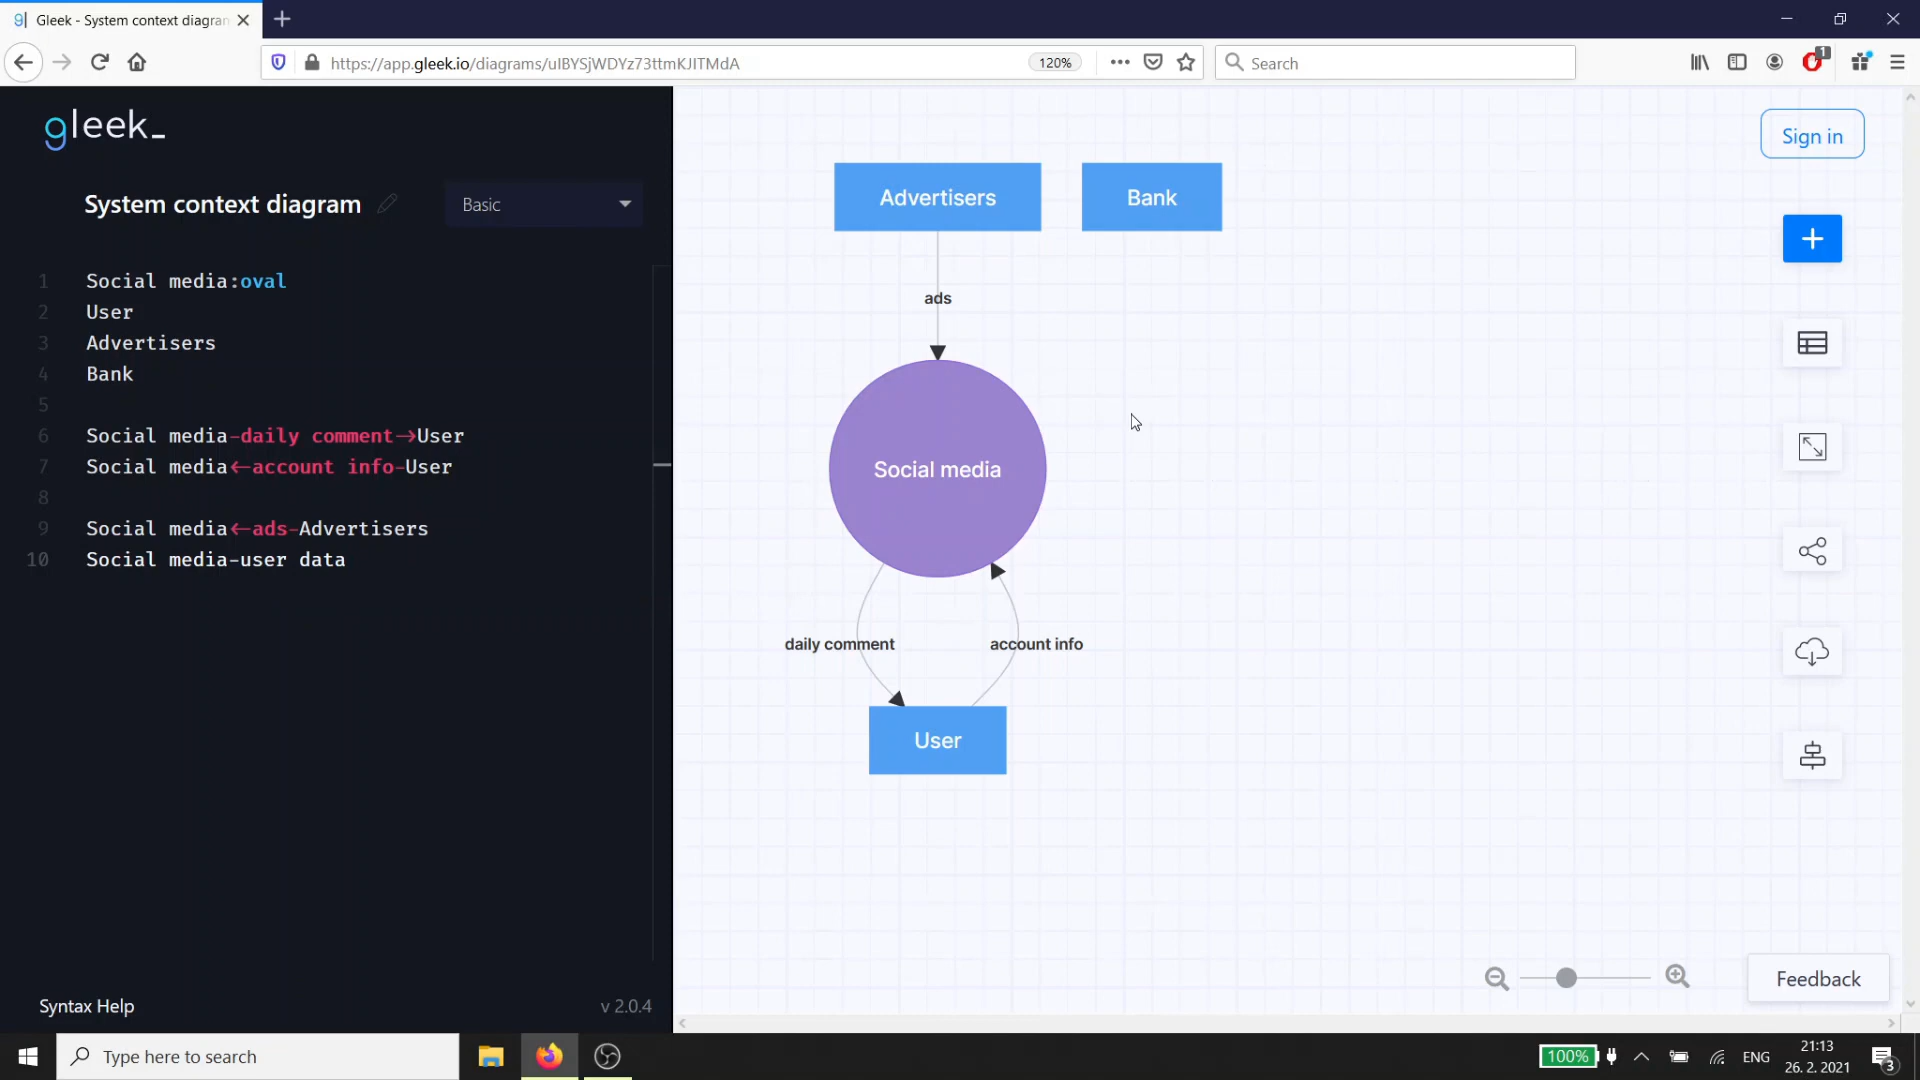 g| Gleek - System context diagram
https://app.gleek.io/diagrams/uIBYSjWDYz73ttmKJITMdA
120%
Search
1
gleek_
System context diagram
Basic
1 Social media:oval
2 User
3 Advertisers
4 Bank
5
6 Social media-daily comment->User
7 Social media<-account info-User
8
9 Social media<-ads-Advertisers
10 Social media-user data
Syntax Help
v 2.0.4
Advertisers
Bank
ads
Social media
daily comment
account info
User
Sign in
Feedback
Type here to search
100%
ENG
21:13
26. 2. 2021
3